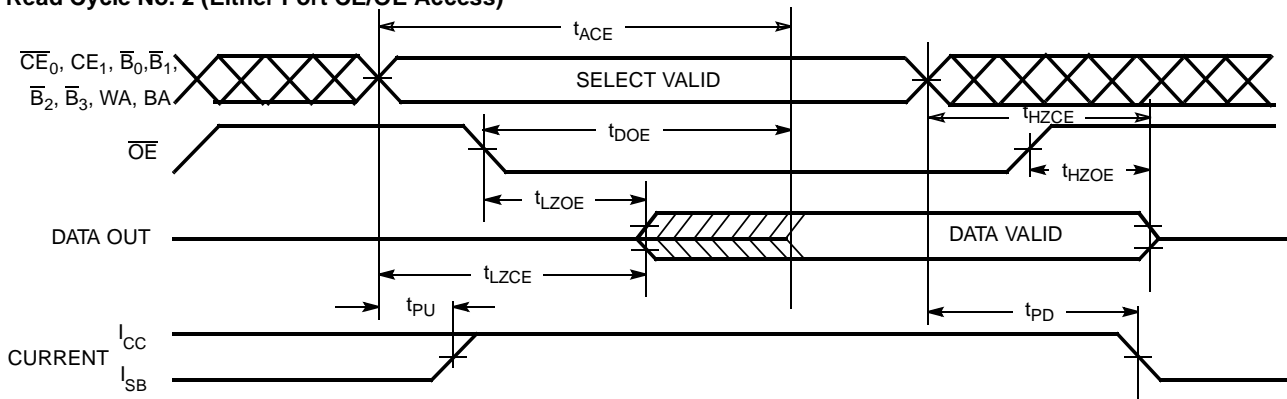 Read Cycle No. 2 (Either Port CE/OE Access)
tACE
CE0, CE1, B0,B1,
SELECT VALID
B2, B3, WA, BA
tHZCE
tDOE
OE
tHZOE
tLZOE
DATA OUT
DATA VALID
tLZCE
tPU
tPD
ICC
CURRENT
ISB